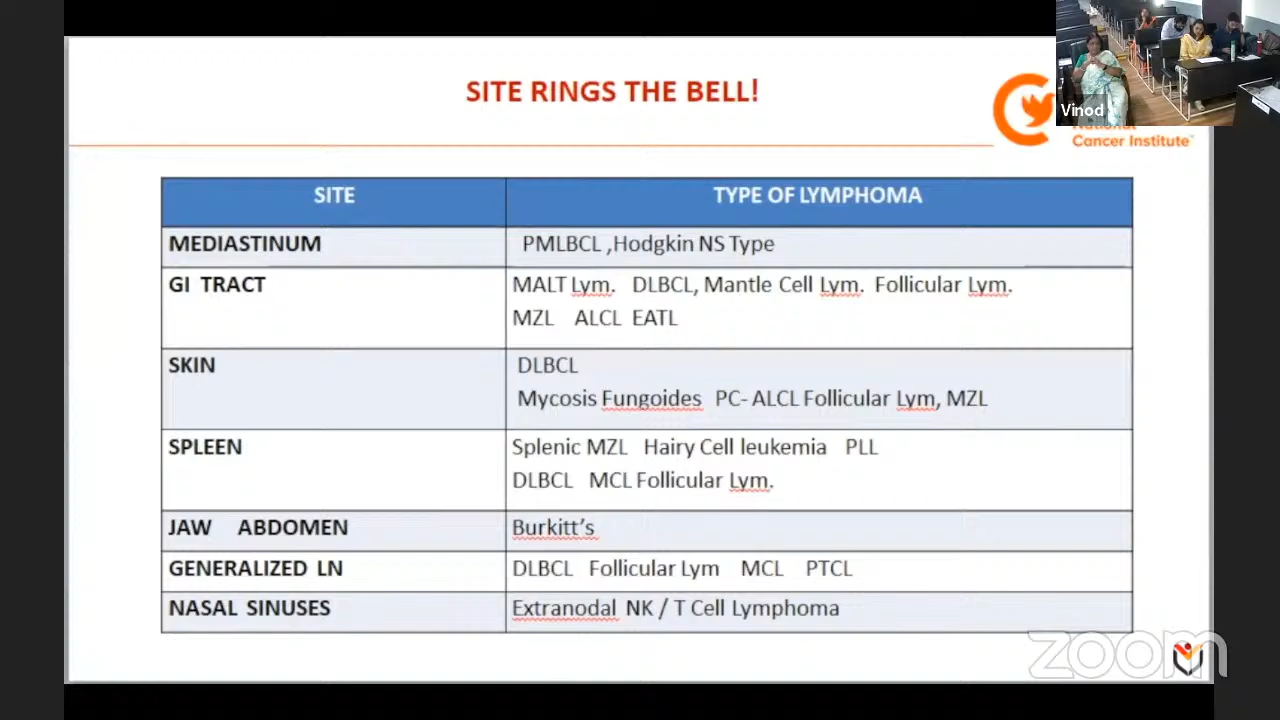 SITE RINGS THE BELL!
Vinod
National
Cancer Institute
SITE TYPE OF LYMPHOMA
MEDIASTINUM PMLBCL ,Hodgkin NS Type
GI TRACT MALT Lym. DLBCL, Mantle Cell Lym. Follicular Lym.
MZL ALCL EATL
SKIN DLBCL
Mycosis Fungoides PC- ALCL Follicular Lym, MZL
SPLEEN Splenic MZL Hairy Cell leukemia PLL
DLBCL MCL Follicular Lym.
JAW ABDOMEN Burkitt’s
GENERALIZED LN DLBCL Follicular Lym MCL PTCL
NASAL SINUSES Extranodal NK / T Cell Lymphoma
zoom